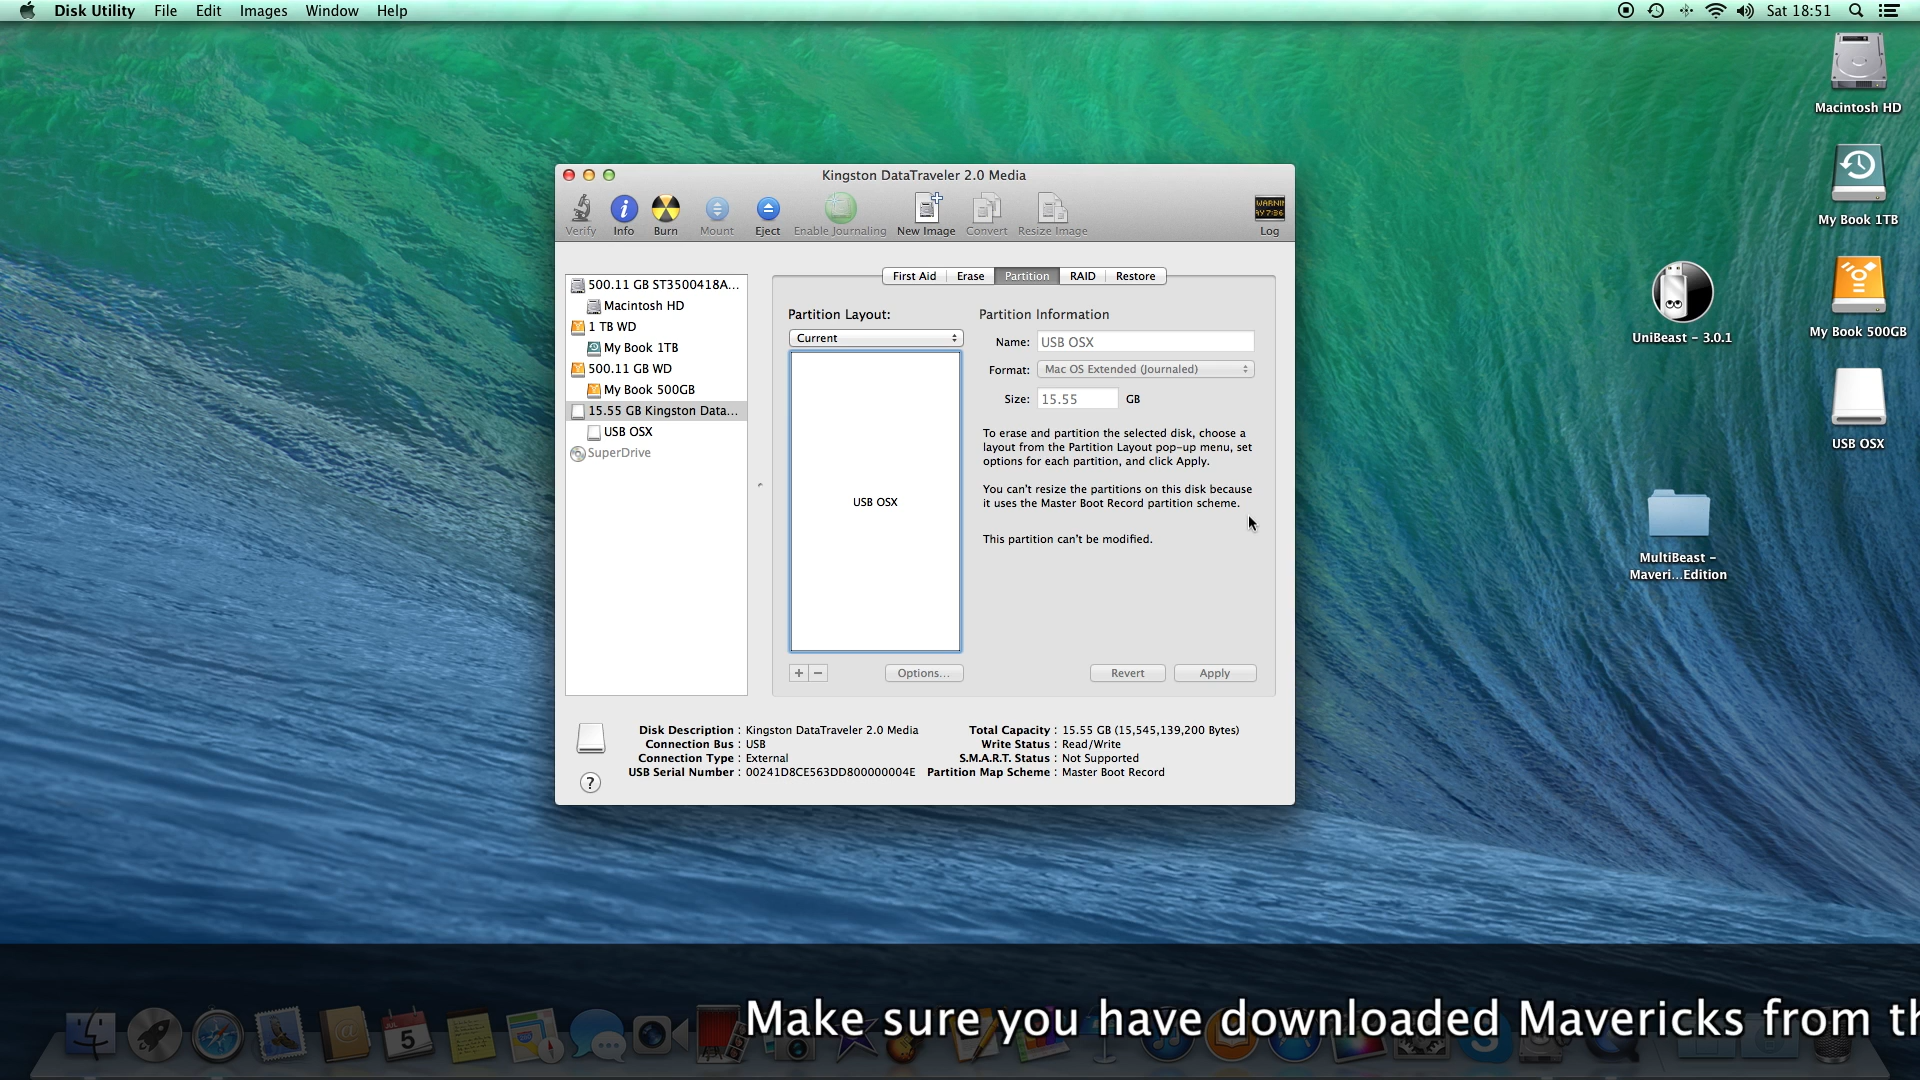 Disk Utility File Edit Images Window Help Sat 18:51
Macintosh HD
My Book 1TB
My Book 500GB
USB OSX
UniBeast - 3.0.1
MultiBeast -
Maveri...Edition
Kingston DataTraveler 2.0 Media
Verify Info Burn Mount Eject Enable Journaling New Image Convert Resize Image Log
WARNIN
AY 7:36
500.11 GB ST3500418A...
Macintosh HD
1 TB WD
My Book 1TB
500.11 GB WD
My Book 500GB
15.55 GB Kingston Data...
USB OSX
SuperDrive
First Aid Erase Partition RAID Restore
Partition Layout:
Current
USB OSX
+ − Options...
Partition Information
Name: USB OSX
Format: Mac OS Extended (Journaled)
Size: 15.55 GB
To erase and partition the selected disk, choose a
layout from the Partition Layout pop-up menu, set
options for each partition, and click Apply.
You can't resize the partitions on this disk because
it uses the Master Boot Record partition scheme.
This partition can't be modified.
Revert Apply
Disk Description : Kingston DataTraveler 2.0 Media
Connection Bus : USB
Connection Type : External
USB Serial Number : 00241D8CE563DD800000004E
Total Capacity : 15.55 GB (15,545,139,200 Bytes)
Write Status : Read/Write
S.M.A.R.T. Status : Not Supported
Partition Map Scheme : Master Boot Record
?
Make sure you have downloaded Mavericks from th
JUL
5